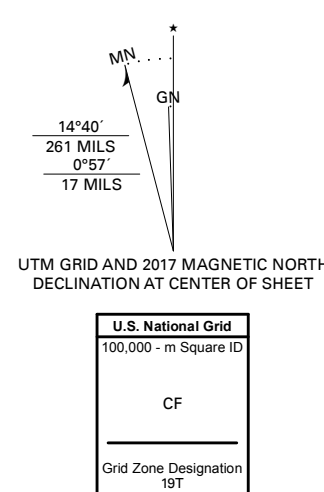 ★
MN
GN
14°40´
261 MILS
0°57´
17 MILS
UTM GRID AND 2017 MAGNETIC NORTH
DECLINATION AT CENTER OF SHEET
U.S. National Grid
100,000 - m Square ID
CF
Grid Zone Designation
19T